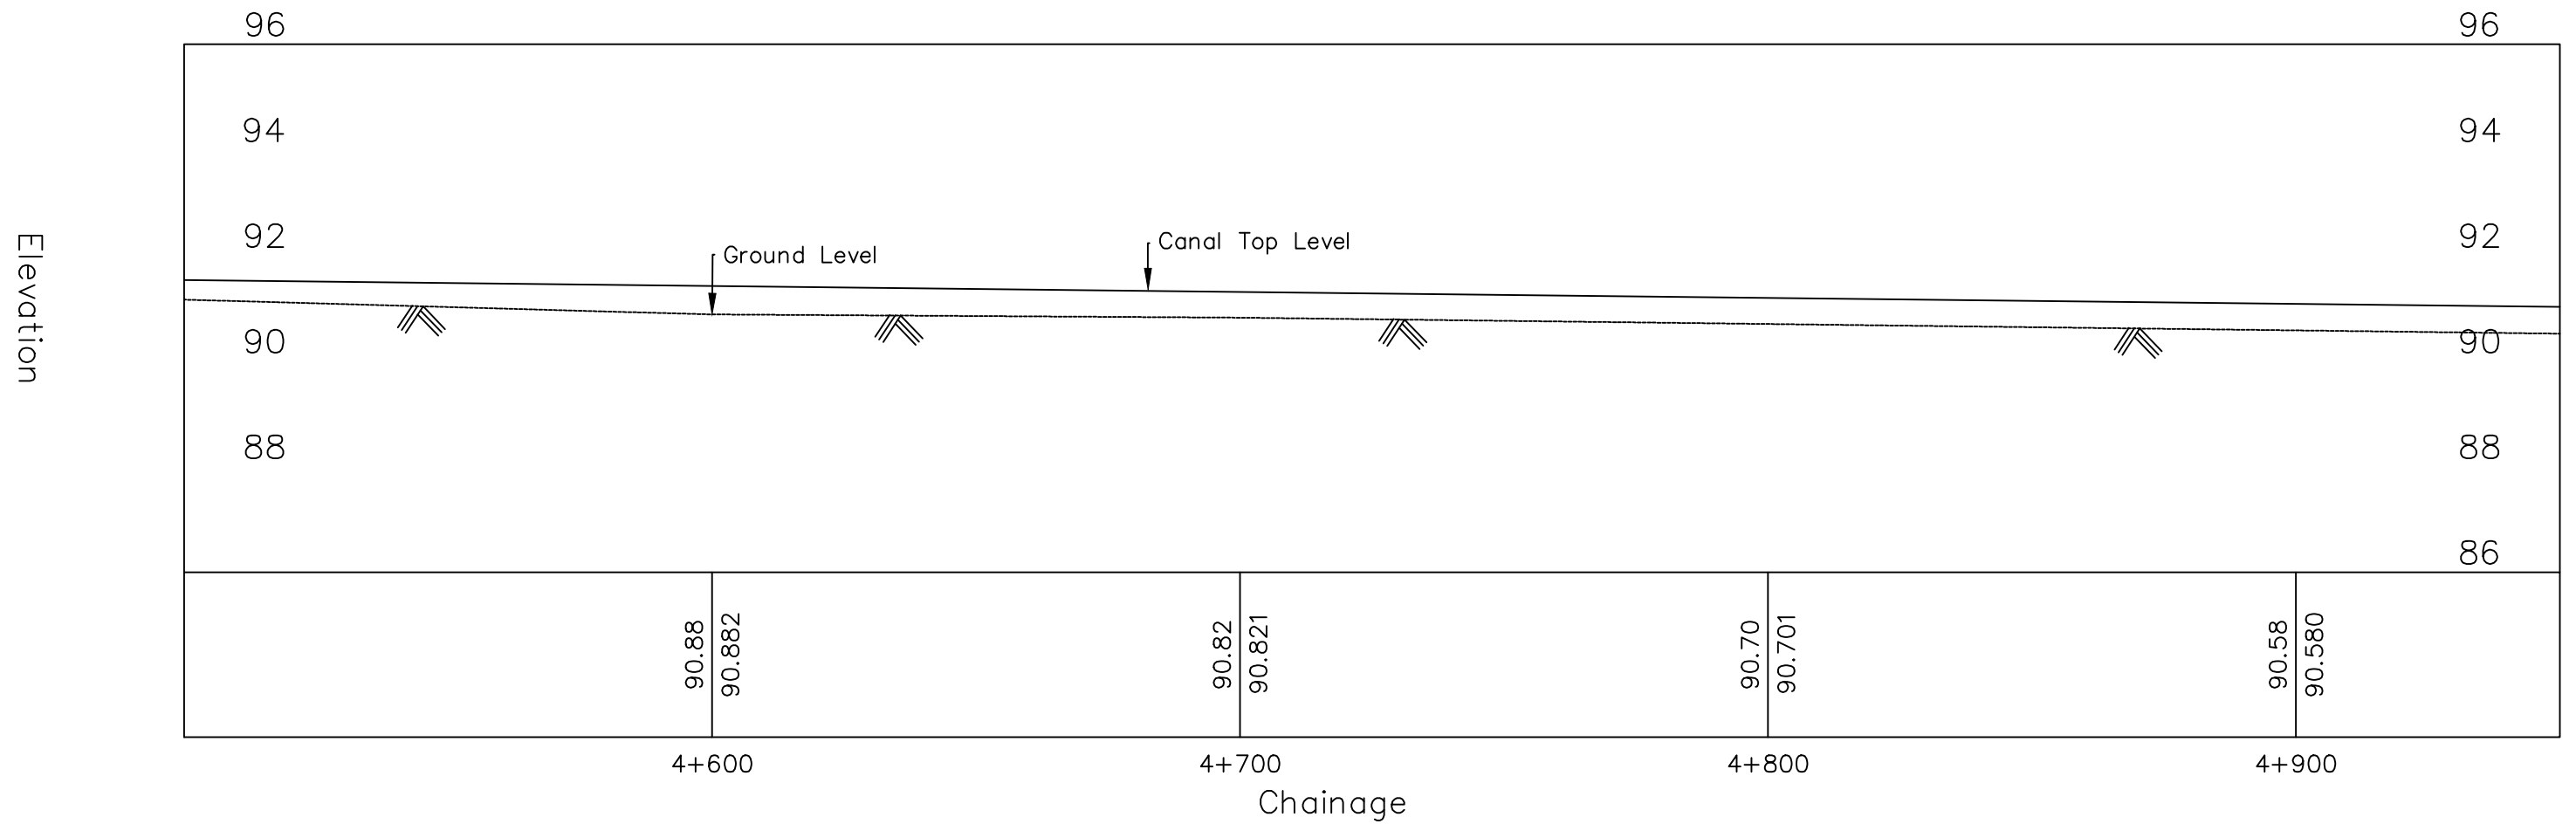 96 96
94 94
92 92
Canal Top Level
Ground Level
Elevation
90 90
88 88
86
90.88 90.882 90.82 90.821 90.70 90.701 90.58 90.580
4+600 4+700 4+800 4+900
Chainage